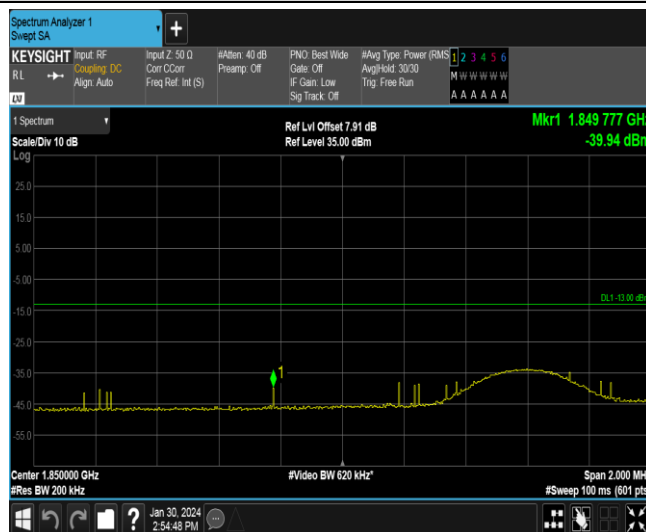 Spectrum Analyzer 1
Swept SA
+
KEYSIGHT
RL
LXI
Input: RF
Coupling: DC
Align: Auto
Input Z: 50 Ω
Corr CCorr
Freq Ref: Int (S)
#Atten: 40 dB
Preamp: Off
PNO: Best Wide
Gate: Off
IF Gain: Low
Sig Track: Off
#Avg Type: Power (RMS
Avg|Hold: 30/30
Trig: Free Run
1 2 3 4 5 6
M W W W W W
A A A A A A
1 Spectrum
Scale/Div 10 dB
Ref Lvl Offset 7.91 dB
Ref Level 35.00 dBm
Mkr1 1.849 777 GHz
-39.94 dBm
Log
25.0
15.0
5.00
-5.00
DL1 -13.00 dBm
-15.0
-25.0
1
-35.0
-45.0
-55.0
Center 1.850000 GHz
#Video BW 620 kHz*
Span 2.000 MH
#Res BW 200 kHz
#Sweep 100 ms (601 pts
?
Jan 30, 2024
2:54:48 PM